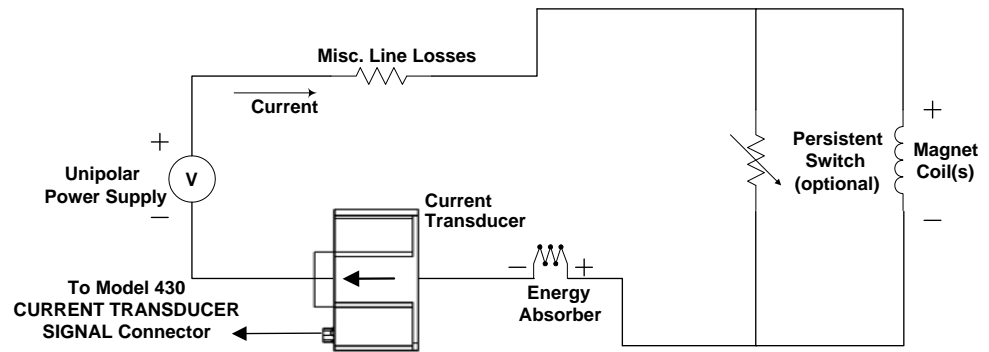 Misc. Line Losses
Current
+
Unipolar
Power Supply
V
−
Persistent
Switch
(optional)
+
Magnet
Coil(s)
−
Current
Transducer
− +
Energy
Absorber
To Model 430
CURRENT TRANSDUCER
SIGNAL Connector